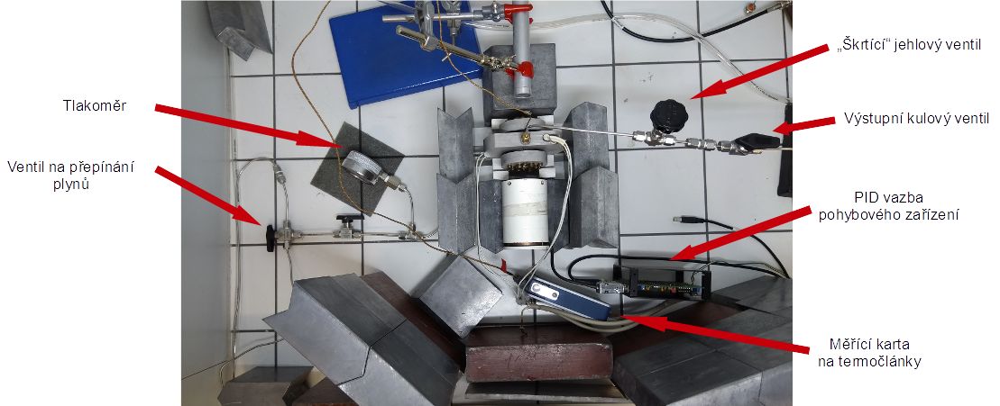 „Škrtící“ jehlový ventil
Tlakoměr
Výstupní kulový ventil
Ventil na přepínání
plynů
PID vazba
pohybového zařízení
Měřící karta
na termočlánky